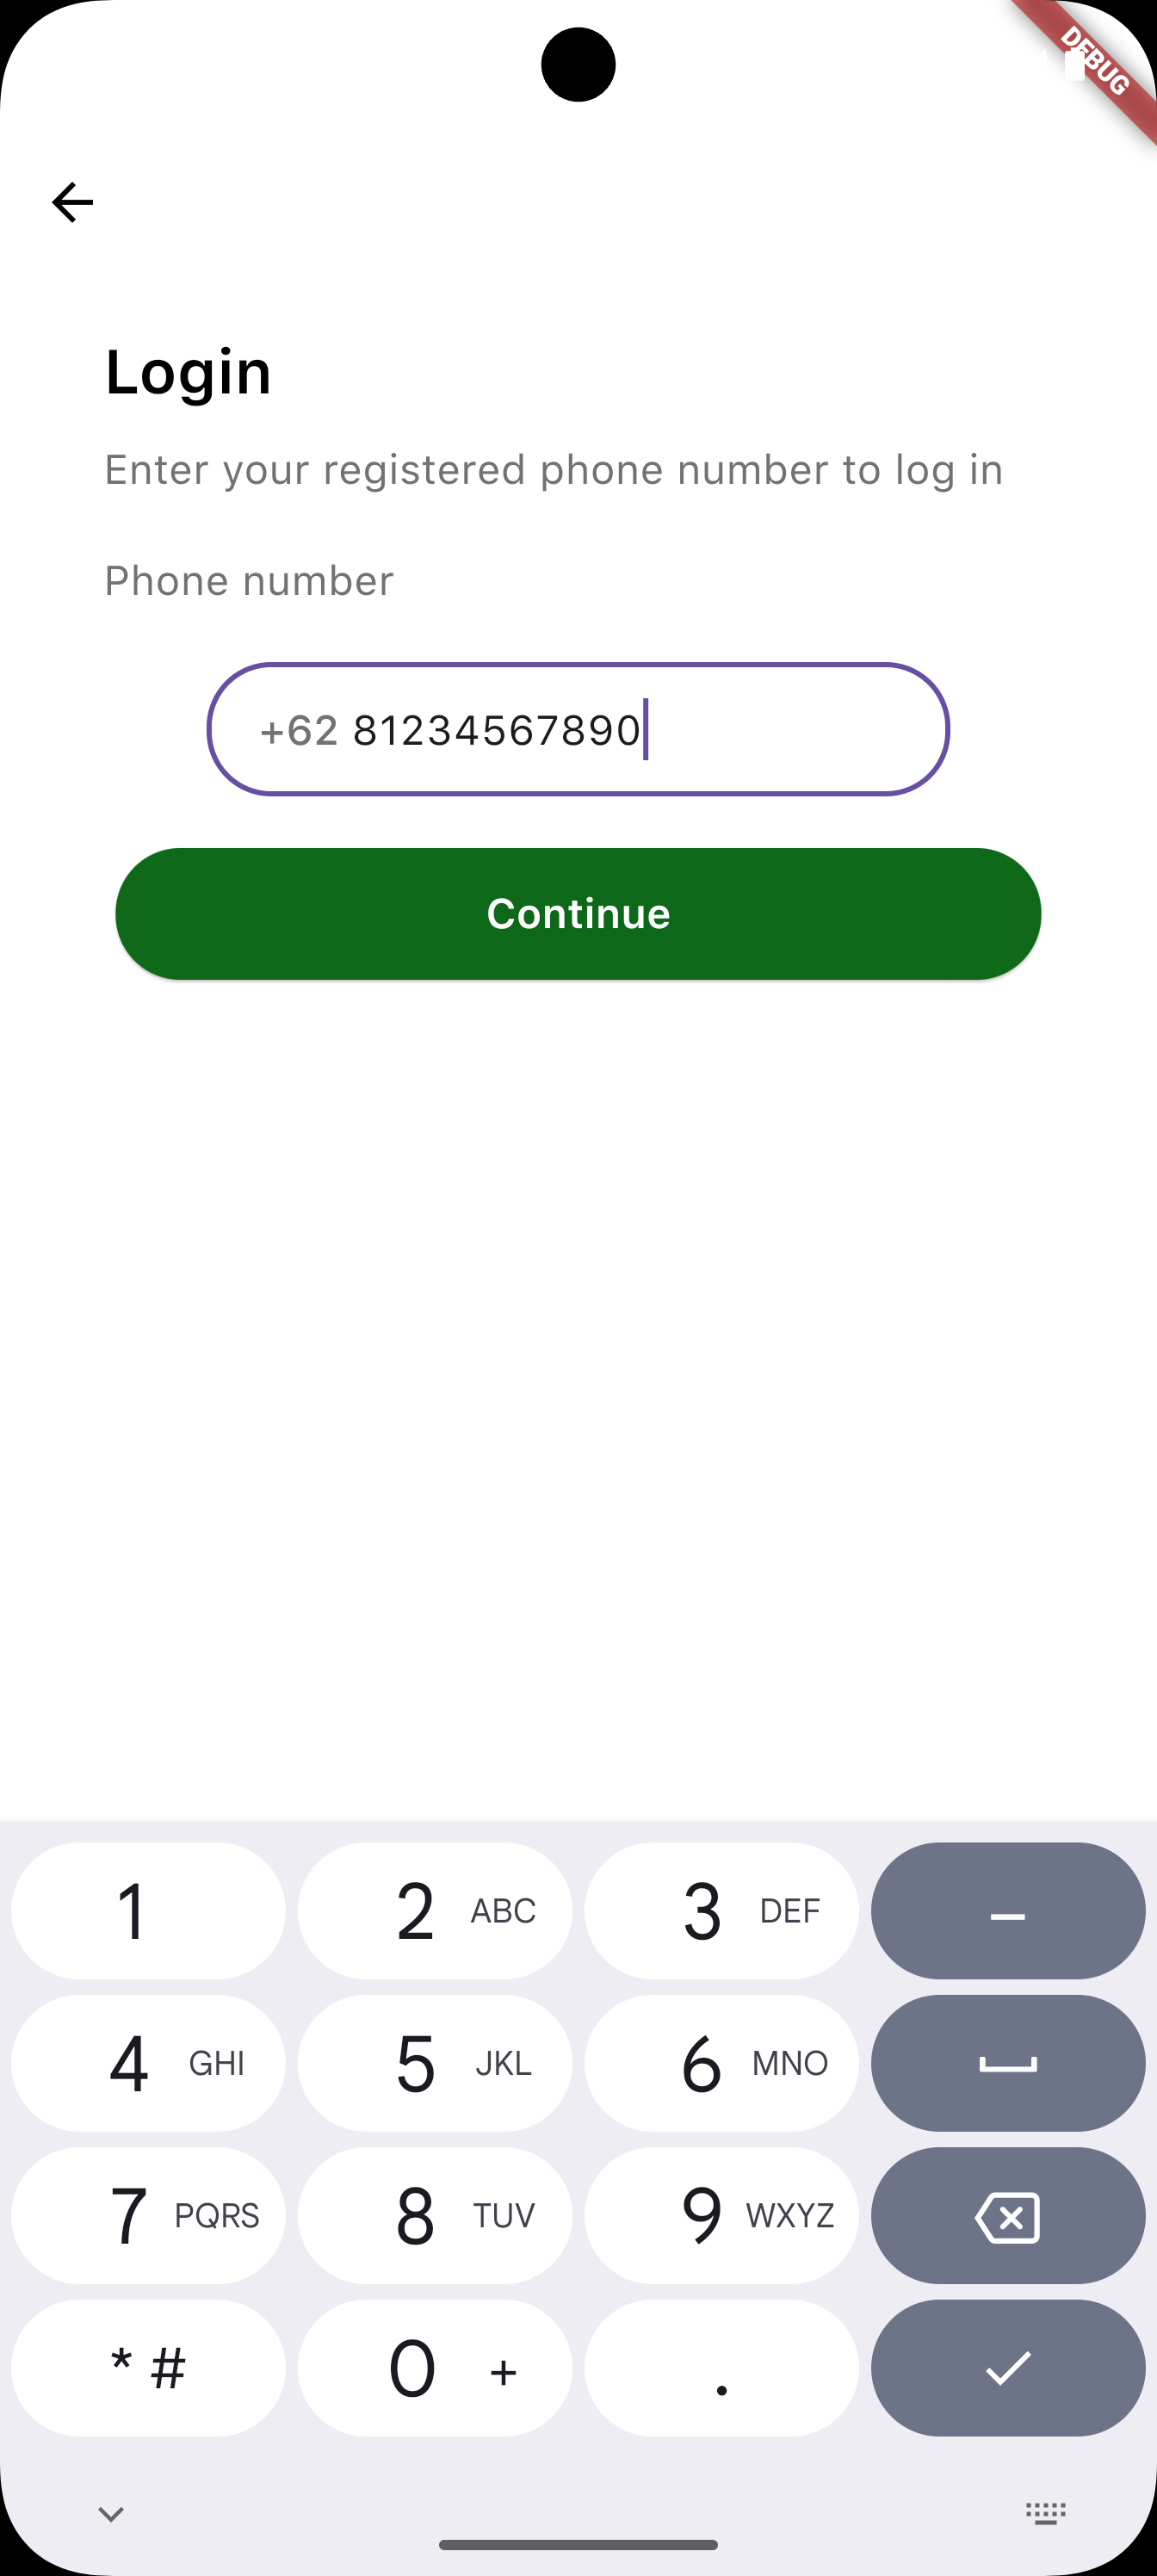 DEBUG
Login
Enter your registered phone number to log in
Phone number
+62 81234567890
Continue
1
2 ABC
3 DEF
–
4 GHI
5 JKL
6 MNO
7 PQRS
8 TUV
9 WXYZ
* #
0 +
.